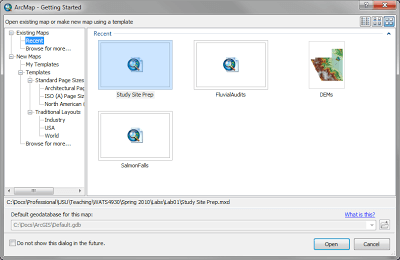 ArcMap - Getting Started
Open existing map or make new map using a template
Existing Maps
Recent
Browse for more...
New Maps
My Templates
Templates
Standard Page Sizes
Architectural Pag
ISO (A) Page Size
North American (
Traditional Layouts
Industry
USA
World
Browse for more...
Recent
Study Site Prep
FluvialAudits
DEMs
SalmonFalls
C:\Docs\Professional\USU\Teaching\WATS4930\Spring 2010\Labs\Lab01\Study Site Prep.mxd
Default geodatabase for this map:
What is this?
C:\Docs\ArcGIS\Default.gdb
Do not show this dialog in the future.
Open
Cancel